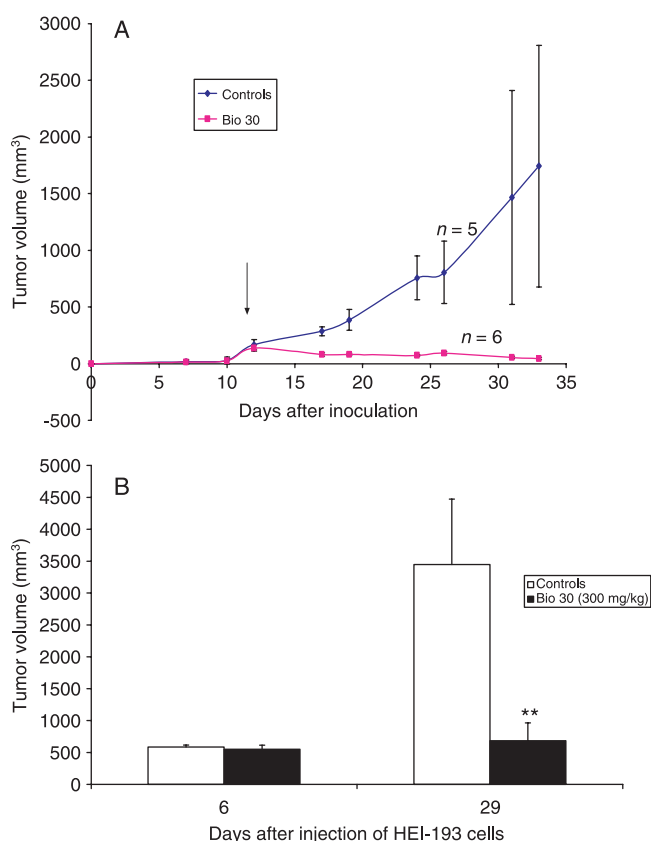 A
3000
2500
2000
1500
1000
500
0
-500
Tumor volume (mm³)
Controls
Bio 30
n = 5
n = 6
0 5 10 15 20 25 30 35
Days after inoculation
B
5000
4500
4000
3500
3000
2500
2000
1500
1000
500
0
Tumor volume (mm³)
Controls
Bio 30 (300 mg/kg)
**
6 29
Days after injection of HEI-193 cells